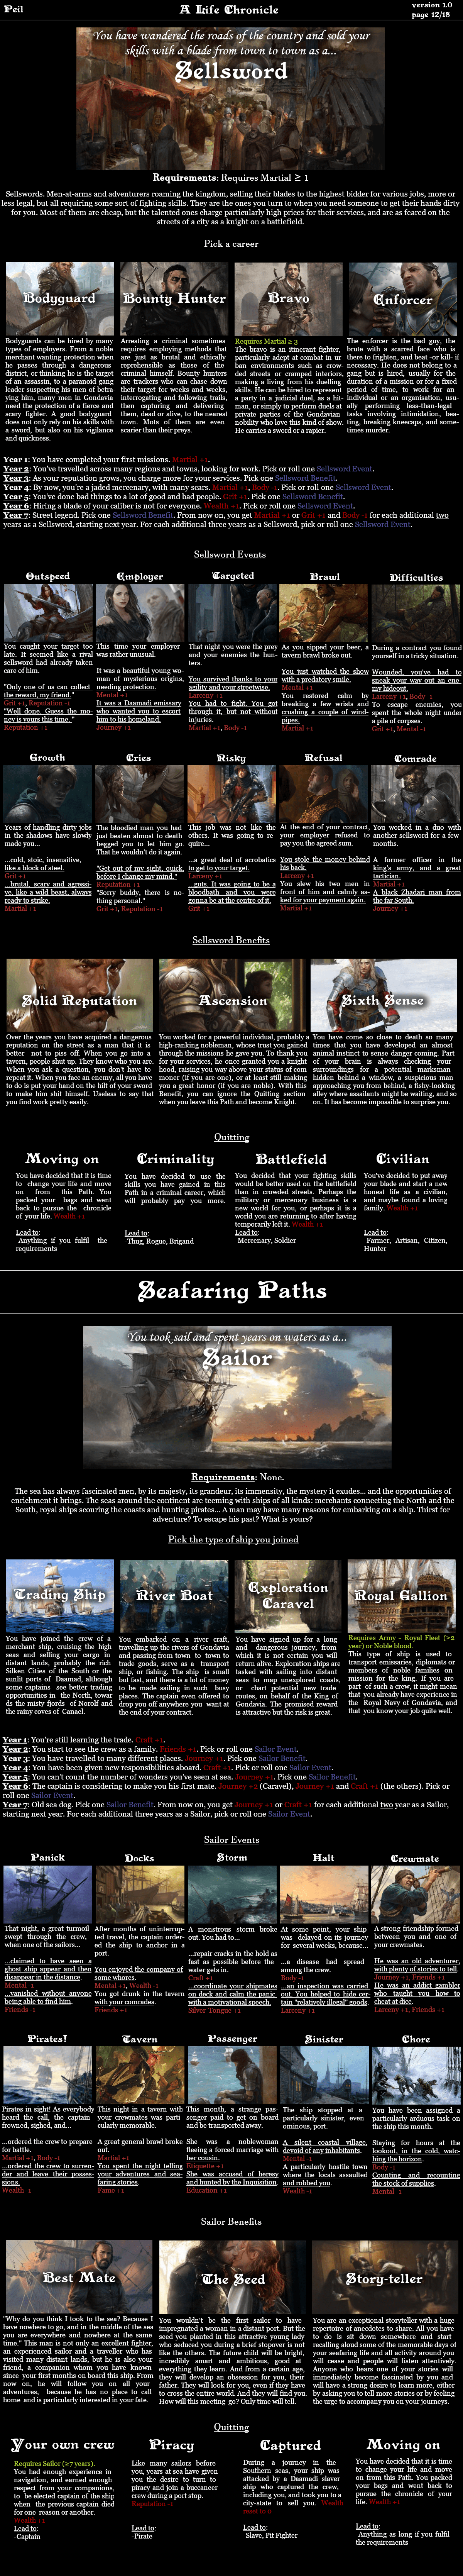 Peil
A Life Chronicle
version 1.0
page 12/18
You have wandered the roads of the country and sold your
skills with a blade from town to town as a...
Sellsword
Requirements: Requires Martial ≥ 1
Sellswords. Men-at-arms and adventurers roaming the kingdom, selling their blades to the highest bidder for various jobs, more or
less legal, but all requiring some sort of fighting skills. They are the ones you turn to when you need someone to get their hands dirty
for you. Most of them are cheap, but the talented ones charge particularly high prices for their services, and are as feared on the
streets of a city as a knight on a battlefield.
Pick a career
Bodyguard
Bodyguards can be hired by many
types of employers. From a noble
merchant wanting protection when
he passes through a dangerous
district, or thinking he is the target
of an assassin, to a paranoid gang
leader suspecting his men of betra-
ying him, many men in Gondavia
need the protection fierce and
scary fighter. A good bodyguard
does not only rely on his skills with
a sword, but also on his vigilance
and quickness.
Bounty Hunter
Arresting a criminal sometimes
requires employing methods that
are just as brutal and ethically
reprehensible as those of the
criminal himself. Bounty hunters
are trackers who can chase down
their target for weeks and weeks,
interrogating and following trails,
then capturing and delivering
them, dead or alive, to the nearest
town. Mots of them are even
scarier than their preys.
Bravo
Requires Martial ≥ 3
The bravo is an itinerant fighter,
particularly adept at combat in ur-
ban environments such as crow-
ded streets or cramped interiors,
making a living from his duelling
skills. He can be hired to represent
a party in a judicial duel, as a hit-
man, or simply to perform duels at
private parties of the Gondavian
nobility who love this kind of show.
He carries a sword or a rapier.
Enforcer
The enforcer is the bad guy, the
brute with a scarred face who is
there to frighten, and beat -or kill- if
necessary. He does not belong to a
gang but is hired, usually for the
duration of a mission or for a fixed
period of time, to work for an
individual or an organisation, usu-
ally performing less-than-legal
tasks involving intimidation, bea-
ting, breaking kneecaps, and some-
times murder.
Year 1: You have completed your first missions. Martial +1.
Year 2: You've travelled across many regions and towns, looking for work. Pick or roll one Sellsword Event.
Year 3: As your reputation grows, you charge more for your jobs. Pick one Sellsword Benefit.
Year 4: By now, you're a jaded mercenary, with many scars. Martial +1, Body -1. Pick or roll one Sellsword Event.
Year 5: You've done bad things to a lot of good and bad people. Grit +1. Pick one Sellsword Benefit.
Year 6: Hiring a blade of your caliber is not for everyone. Wealth +1. Pick or roll one Sellsword Event.
Year 7: Street legend. Pick one Sellsword Benefit. From now on, you get Martial +1 or Grit +1 and Body -1 for each additional two
years as a Sellsword, starting next year. For each additional three years as a Sellsword, pick or roll one Sellsword Event.
Sellsword Events
Outspeed
You caught your target too
late. It seemed like a rival
sellsword had already taken
care of him.
"Only one of us can collect
the reward, my friend."
Grit +1, Reputation -1
"Well done. Guess the mo-
ney is yours this time."
Reputation +1
Employer
This time your employer
was rather unusual.
It was a beautiful young wo-
man of mysterious origins,
needing protection.
Mental +1
It was a Daamadi emissary
who wanted you to escort
him to his homeland.
Journey +1
Targeted
That night you were the prey
and your enemies the hun-
ters.
You survived thanks to your
agility and your streetwise.
Larceny +1
You had to fight. You got
through it, but not without
injuries.
Martial +1, Body -1
Brawl
As you sipped your beer, a
tavern brawl broke out.
You just watched the show
with a predatory smile.
Mental +1
You restored calm by
breaking a few wrists and
crushing a couple of wind-
pipes.
Martial +1
Difficulties
During a contract you found
yourself in a tricky situation.
Wounded, you've had to
sneak your way out an ene-
my hideout.
Larceny +1, Body -1
To escape enemies, you
spent the whole night under
a pile of corpses.
Grit +1, Mental -1
Growth
Years of handling dirty jobs
in the shadows have slowly
made you...
...cold, stoic, insensitive,
like a block of steel.
Grit +1
...brutal, scary and agressi-
ve, like a wild beast, always
ready to strike.
Martial +1
Cries
The bloodied man you had
just beaten almost to death
begged you to let him go.
That he wouldn't do it again.
"Get out of my sight, quick,
before I change my mind."
Reputation +1
"Sorry buddy, there is no-
thing personal."
Grit +1, Reputation -1
Risky
This job was not like the
others. It was going to re-
quire...
...a great deal of acrobatics
to get to your target.
Larceny +1
...guts. It was going to be a
bloodbath and you were
gonna be at the centre of it.
Grit +1
Refusal
At the end of your contract,
your employer refused to
pay you the agreed sum.
You stole the money behind
his back.
Larceny +1
You slew his two men in
front of him and calmly as-
ked for your payment again.
Martial +1
Comrade
You worked in a duo with
another sellsword for a few
months.
A former officer in the
king's army, and a great
tactician.
Martial +1
A black Zhadari man from
the far South.
Journey +1
Sellsword Benefits
Solid Reputation
Over the years you have acquired a dangerous
reputation on the street as a man that it is
better not to piss off. When you go into a
tavern, people shut up. They know who you are.
When you ask a question, you don't have to
repeat it. When you face an enemy, all you have
to do is put your hand on the hilt of your sword
to make him shit himself. Useless to say that
you find work pretty easily.
Ascension
You worked for a powerful individual, probably a
high-ranking nobleman, whose trust you gained
through the missions he gave you. To thank you
for your services, he once granted you a knight-
hood, raising you way above your status of com-
moner (if you are one), or at least still making
you a great honor (if you are noble). With this
Benefit, you can ignore the Quitting section
when you leave this Path and become Knight.
Sixth Sense
You have come so close to death so many
times that you have developed an almost
animal instinct to sense danger coming. Part
of your brain is always checking your
surroundings for a potential marksman
hidden behind a window, a suspicious man
approaching you from behind, a fishy-looking
alley where assailants might be waiting, and so
on. It has become impossible to surprise you.
Quitting
Moving on
You have decided that it is time
to change your life and move
on from this Path. You
packed your bags and went
back to pursue the chronicle
of your life. Wealth +1
Lead to:
-Anything if you fulfil the
requirements
Criminality
You have decided to use the
skills you have gained in this
Path in a criminal career, which
will probably pay you more.
Lead to:
-Thug, Rogue, Brigand
Battlefield
You decided that your fighting skills
would be better used on the battlefield
than in crowded streets. Perhaps the
military or mercenary business is a
new world for you, or perhaps it is a
world you are returning to after having
temporarily left it. Wealth +1
Lead to:
-Mercenary, Soldier
Civilian
You've decided to put away
your blade and start a new
honest life as a civilian,
and maybe found a loving
family. Wealth +1
Lead to:
-Farmer, Artisan, Citizen,
Hunter
Seafaring Paths
You took sail and spent years on waters as a...
Sailor
Requirements: None.
The sea has always fascinated men, by its majesty, its grandeur, its immensity, the mystery it exudes... and the opportunities of
enrichment it brings. The seas around the continent are teeming with ships of all kinds: merchants connecting the North and the
South, royal ships scouring the coasts and hunting pirates... A man may have many reasons for embarking on a ship. Thirst for
adventure? To escape his past? What is yours?
Pick the type of ship you joined
Trading Ship
You have joined the crew of a
merchant ship, cruising the high
seas and selling your cargo in
distant lands, probably the rich
Silken Cities of the South or the
sunlit ports of Daamad, although
some captains see better trading
opportunities in the North, towar-
ds the misty fjords of Norolf and
the rainy coves of Canael.
River Boat
You embarked on a river craft,
travelling up the rivers of Gondavia
and passing from town to town to
trade goods, serve as a transport
ship, or fishing. The ship is small
but fast, and there is a lot of money
to be made sailing in such busy
places. The captain even offered to
drop you off anywhere you want at
the end of your contract.
Exploration
Caravel
You have signed up for a long
and dangerous journey, from
which it is not certain you will
return alive. Exploration ships are
tasked with sailing into distant
seas to map unexplored coasts,
or chart potential new trade
routes, on behalf of the King of
Gondavia. The promised reward
is attractive but the risk is great.
Royal Gallion
Requires Army - Royal Fleet (≥2
year) or Noble blood.
This type of ship is used to
transport emissaries, diplomats or
members of noble families on
mission for the king. If you are
part of such a crew, it might mean
that you already have experience in
the Royal Navy of Gondavia, and
that you know your job quite well.
Year 1: You're still learning the trade. Craft +1.
Year 2: You start to see the crew as a family. Friends +1. Pick or roll one Sailor Event.
Year 3: You have travelled to many different places. Journey +1. Pick one Sailor Benefit.
Year 4: You have been given new responsibilities aboard. Craft +1. Pick or roll one Sailor Event.
Year 5: You can't count the number of wonders you've seen at sea. Journey +1. Pick one Sailor Benefit.
Year 6: The captain is considering to make you his first mate. Journey +2 (Caravel), Journey +1 and Craft +1 (the others). Pick or
roll one Sailor Event.
Year 7: Old sea dog. Pick one Sailor Benefit. From now on, you get Journey +1 or Craft +1 for each additional two year as a Sailor,
starting next year. For each additional three years as a Sailor, pick or roll one Sailor Event.
Sailor Events
Panick
That night, a great turmoil
swept through the crew,
when one of the sailors...
...claimed to have seen a
ghost ship appear and then
disappear in the distance.
Mental -1
...vanished without anyone
being able to find him.
Friends -1
Docks
After months of uninterrup-
ted travel, the captain order-
ed the ship to anchor in a
port.
You enjoyed the company of
some whores.
Mental +1, Wealth -1
You got drunk in the tavern
with your comrades.
Friends +1
Storm
A monstrous storm broke
out. You had to...
...repair cracks in the hold as
fast as possible before the
water gets in.
Craft +1
...coordinate your shipmates
on deck and calm the panic
with a motivational speech.
Silver-Tongue +1
Halt
At some point, your ship
was delayed on its journey
for several weeks, because...
...a disease had spread
among the crew.
Body -1
...an inspection was carried
out. You helped to hide cer-
tain "relatively illegal" goods.
Larceny +1
Crewmate
A strong friendship formed
between you and one of
your crewmates.
He was an old adventurer,
with plenty of stories to tell.
Journey +1, Friends +1
He was an addict gambler
who taught you how to
cheat at dice.
Larceny +1, Friends +1
Pirates!
Pirates in sight! As everybody
heard the call, the captain
frowned, sighed, and...
...ordered the crew to prepare
for battle.
Martial +1, Body -1
...ordered the crew to surren-
der and leave their posses-
sions.
Wealth -1
Tavern
This night in a tavern with
your crewmates was parti-
cularly memorable.
A great general brawl broke
out.
Martial +1
You spent the night telling
your adventures and sea-
faring stories.
Fame +1
Passenger
This month, a strange pas-
senger paid to get on board
and be transported away.
She was a noblewoman
fleeing a forced marriage with
her cousin.
Etiquette +1
She was accused of heresy
and hunted by the Inquisition.
Education +1
Sinister
The ship stopped at a
particularly sinister, even
ominous, port.
A silent coastal village,
devoid of any inhabitants.
Mental -1
A particularly hostile town
where the locals assaulted
and robbed you.
Wealth -1
Chore
You have been assigned a
particularly arduous task on
the ship this month.
Staying for hours at the
lookout, in the cold, watc-
hing the horizon.
Body -1
Counting and recounting
the stock of supplies.
Mental -1
Sailor Benefits
Best Mate
"Why do you think I took to the sea? Because I
have nowhere to go, and in the middle of the sea
you are everywhere and nowhere at the same
time." This man is not only an excellent fighter,
an experienced sailor and a traveller who has
visited many distant lands, but he is also your
friend, a companion whom you have known
since your first months on board this ship. From
now on, he will follow you on all your
adventures, because he has no place to call
home and is particularly interested in your fate.
The Seed
You wouldn't be the first sailor to have
impregnated a woman in a distant port. But the
seed you planted in this attractive young lady
who seduced you during a brief stopover is not
like the others. The future child will be bright,
incredibly smart and ambitious, good at
everything they learn. And from a certain age,
they will develop an obsession for you, their
father. They will look for you, even if they have
to cross the entire world. And they will find you.
How will this meeting go? Only time will tell.
Story-teller
You are an exceptional storyteller with a huge
repertoire of anecdotes to share. All you have
to do is sit down somewhere and start
recalling aloud some of the memorable days of
your seafaring life and all activity around you
will cease and people will listen attentively.
Anyone who hears one of your stories will
immediately become fascinated by you and
will have a strong desire to learn more, either
by asking you to tell more stories or by feeling
the urge to accompany you on your journeys.
Quitting
Your own crew
Requires Sailor (≥7 years).
You had enough experience in
navigation, and earned enough
respect from your companions,
to be elected captain of the ship
when the previous captain died
for one reason or another.
Wealth +1
Lead to:
-Captain
Piracy
Like many sailors before
you, years at sea have given
you the desire to turn to
piracy and join a buccaneer
crew during a port stop.
Reputation -1
Lead to:
-Pirate
Captured
During a journey in the
Southern seas, your ship was
attacked by a Daamadi slaver
ship who captured the crew,
including you, and took you to a
city-state to sell you. Wealth
reset to 0
Lead to:
-Slave, Pit Fighter
Moving on
You have decided that it is time
to change your life and move
on from this Path. You packed
your bags and went back to
pursue the chronicle of your
life. Wealth +1
Lead to:
-Anything as long if you fulfil
the requirements